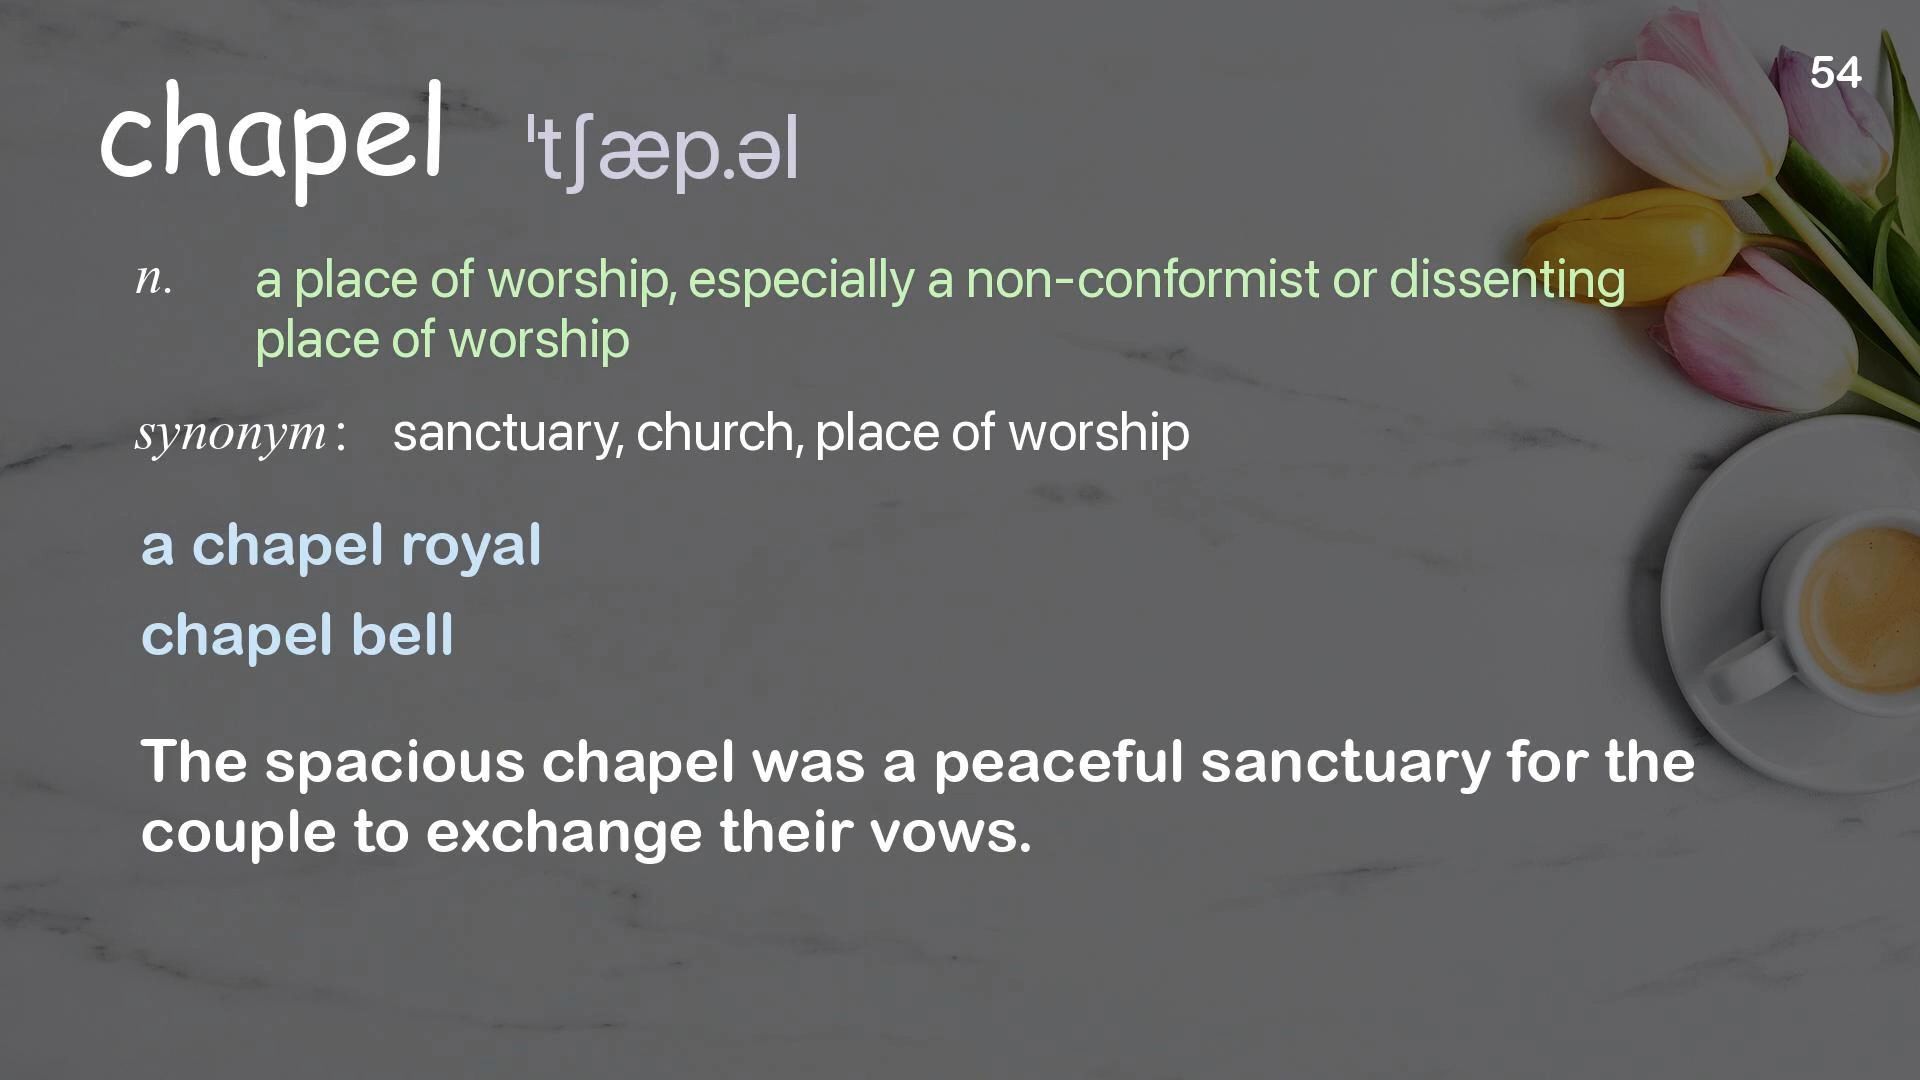 54
chapel ˈtʃæp.əl
n. a place of worship, especially a non-conformist or dissenting
place of worship
synonym: sanctuary, church, place of worship
a chapel royal
chapel bell
The spacious chapel was a peaceful sanctuary for the
couple to exchange their vows.